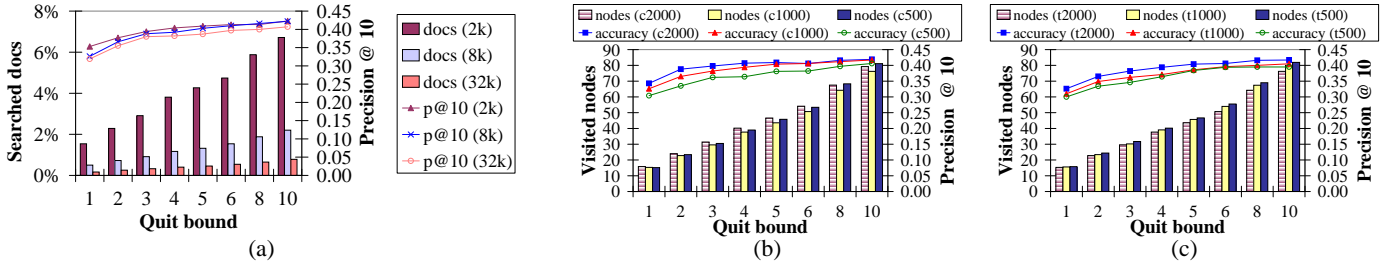 Searched docs
8%
6%
4%
2%
0%
0.45
0.40
0.35
0.30
0.25
0.20
0.15
0.10
0.05
0.00
Precision @ 10
1 2 3 4 5 6 8 10
Quit bound
docs (2k)
docs (8k)
docs (32k)
p@10 (2k)
p@10 (8k)
p@10 (32k)
(a)
nodes (c2000) nodes (c1000) nodes (c500)
accuracy (c2000) accuracy (c1000) accuracy (c500)
Visited nodes
90
80
70
60
50
40
30
20
10
0
0.45
0.40
0.35
0.30
0.25
0.20
0.15
0.10
0.05
0.00
Precision @ 10
1 2 3 4 5 6 8 10
Quit bound
(b)
nodes (t2000) nodes (t1000) nodes (t500)
accuracy (t2000) accuracy (t1000) accuracy (t500)
Visited nodes
90
80
70
60
50
40
30
20
10
0
0.45
0.40
0.35
0.30
0.25
0.20
0.15
0.10
0.05
0.00
Precision @ 10
1 2 3 4 5 6 8 10
Quit bound
(c)